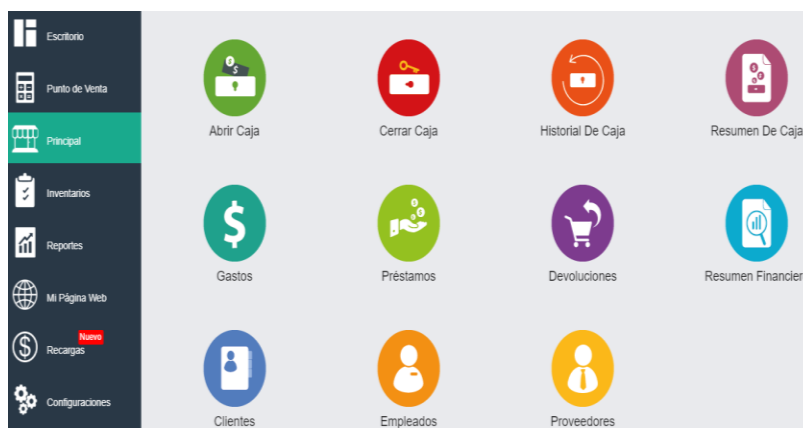 Escritorio
Punto de Venta
Principal
Inventarios
Reportes
Mi Página Web
Nuevo
Recargas
Configuraciones
Abrir Caja
Cerrar Caja
Historial De Caja
Resumen De Caja
Gastos
Préstamos
Devoluciones
Resumen Financier
Clientes
Empleados
Proveedores